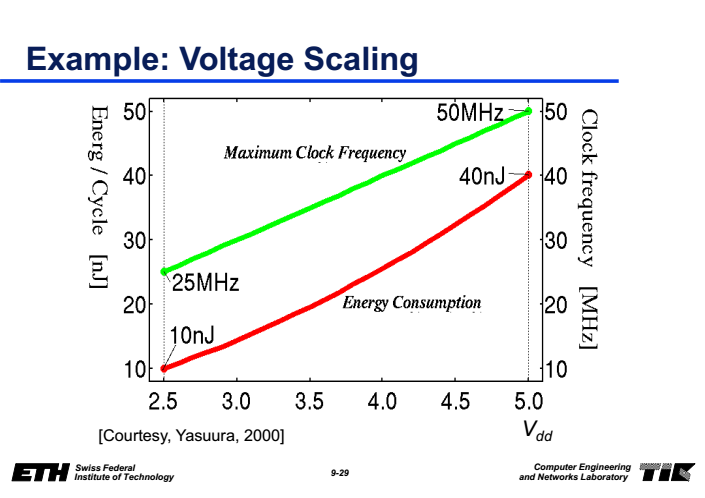 Example: Voltage Scaling
Energ / Cycle [nJ]
50
40
30
20
10
50MHz
Maximum Clock Frequency
40nJ
25MHz
Energy Consumption
10nJ
50
40
30
20
10
Clock frequency [MHz]
2.5 3.0 3.5 4.0 4.5 5.0
Vdd
[Courtesy, Yasuura, 2000]
ETH
Swiss Federal
Institute of Technology
9-29
Computer Engineering
and Networks Laboratory
TIK